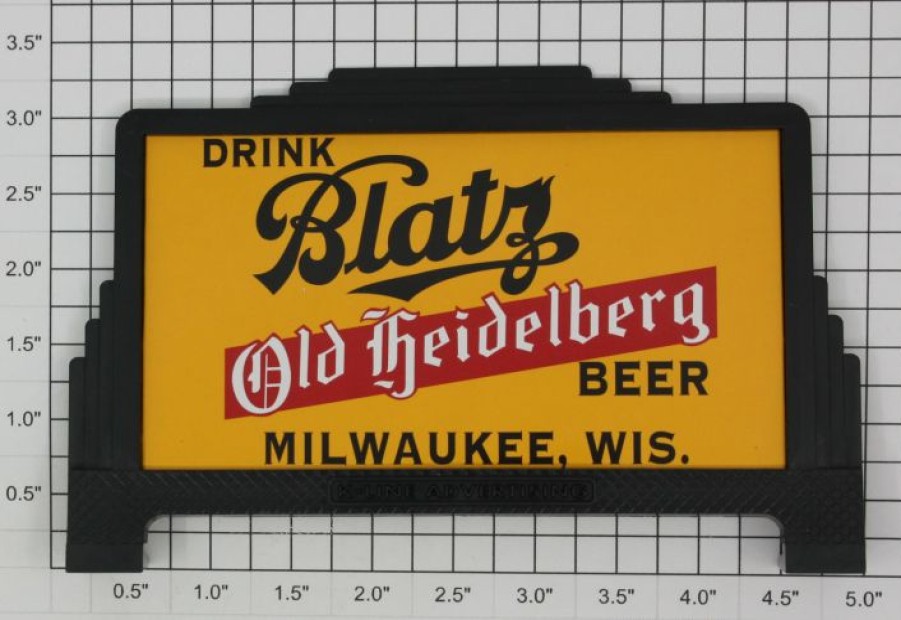 3.5"
3.0"
DRINK
2.5"
Blatz
2.0"
Old Heidelberg
1.5"
BEER
1.0"
MILWAUKEE, WIS.
0.5"
K-LINE ADVERTISING
0.5" 1.0" 1.5" 2.0" 2.5" 3.0" 3.5" 4.0" 4.5" 5.0"